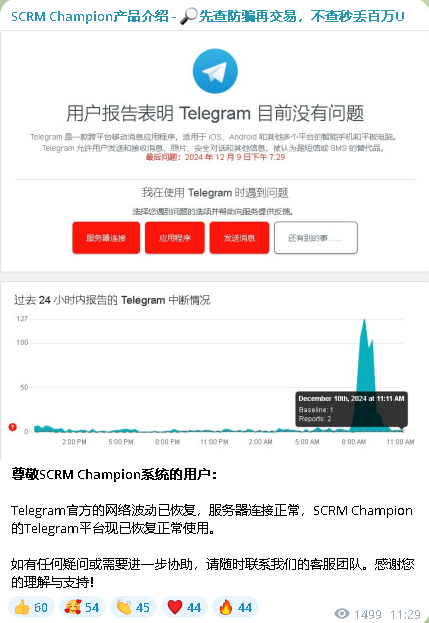 SCRM Champion产品介绍 - 🔎先查防骗再交易，不查秒丢百万U
用户报告表明 Telegram 目前没有问题
Telegram 是一款跨平台移动消息应用程序，适用于 iOS、Android 和其他多个平台的智能手机和平板电脑。
Telegram 允许用户发送和接收消息、照片、安全对话和其他信息，被认为是短信或 SMS 的替代品。
最后问题：2024 年 12 月 9 日下午 7:29
我在使用 Telegram 时遇到问题
选择您遇到问题的选项并帮助向服务提供反馈。
服务器连接 应用程序 发送消息 还有别的事……
过去 24 小时内报告的 Telegram 中断情况
127
100
50
0
December 10th, 2024 at 11:11 AM
Baseline: 1
Reports: 2
2:00 PM 5:00 PM 8:00 PM 11:00 PM 2:00 AM 5:00 AM 8:00 AM 11:00 AM
尊敬SCRM Champion系统的用户：
Telegram官方的网络波动已恢复，服务器连接正常，SCRM Champion
的Telegram平台现已恢复正常使用。
如有任何疑问或需要进一步协助，请随时联系我们的客服团队。感谢您
的理解与支持！
👍 60 🥰 54 👏 45 ❤️ 44 🔥 44
1499 11:29